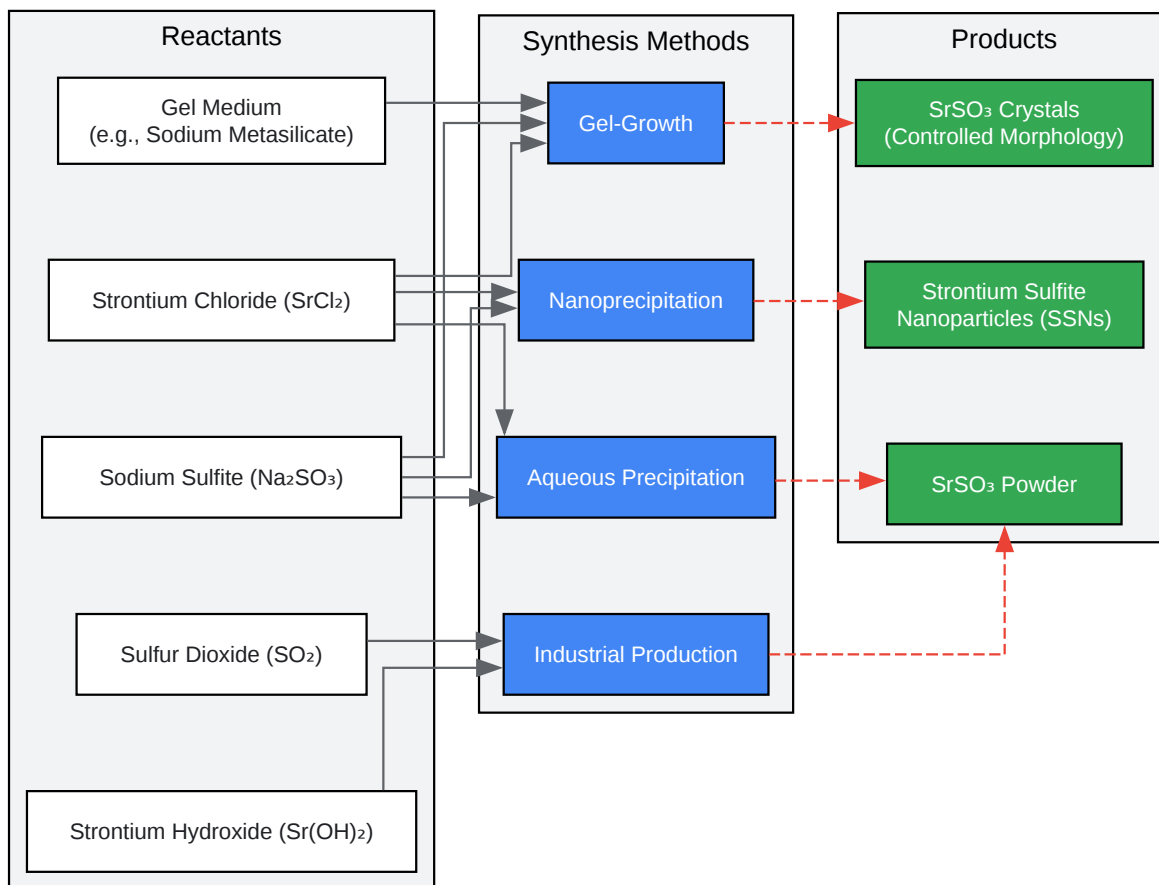 Reactants
Gel Medium
(e.g., Sodium Metasilicate)
Strontium Chloride (SrCl₂)
Sodium Sulfite (Na₂SO₃)
Sulfur Dioxide (SO₂)
Strontium Hydroxide (Sr(OH)₂)
Synthesis Methods
Gel-Growth
Nanoprecipitation
Aqueous Precipitation
Industrial Production
Products
SrSO₃ Crystals
(Controlled Morphology)
Strontium Sulfite
Nanoparticles (SSNs)
SrSO₃ Powder